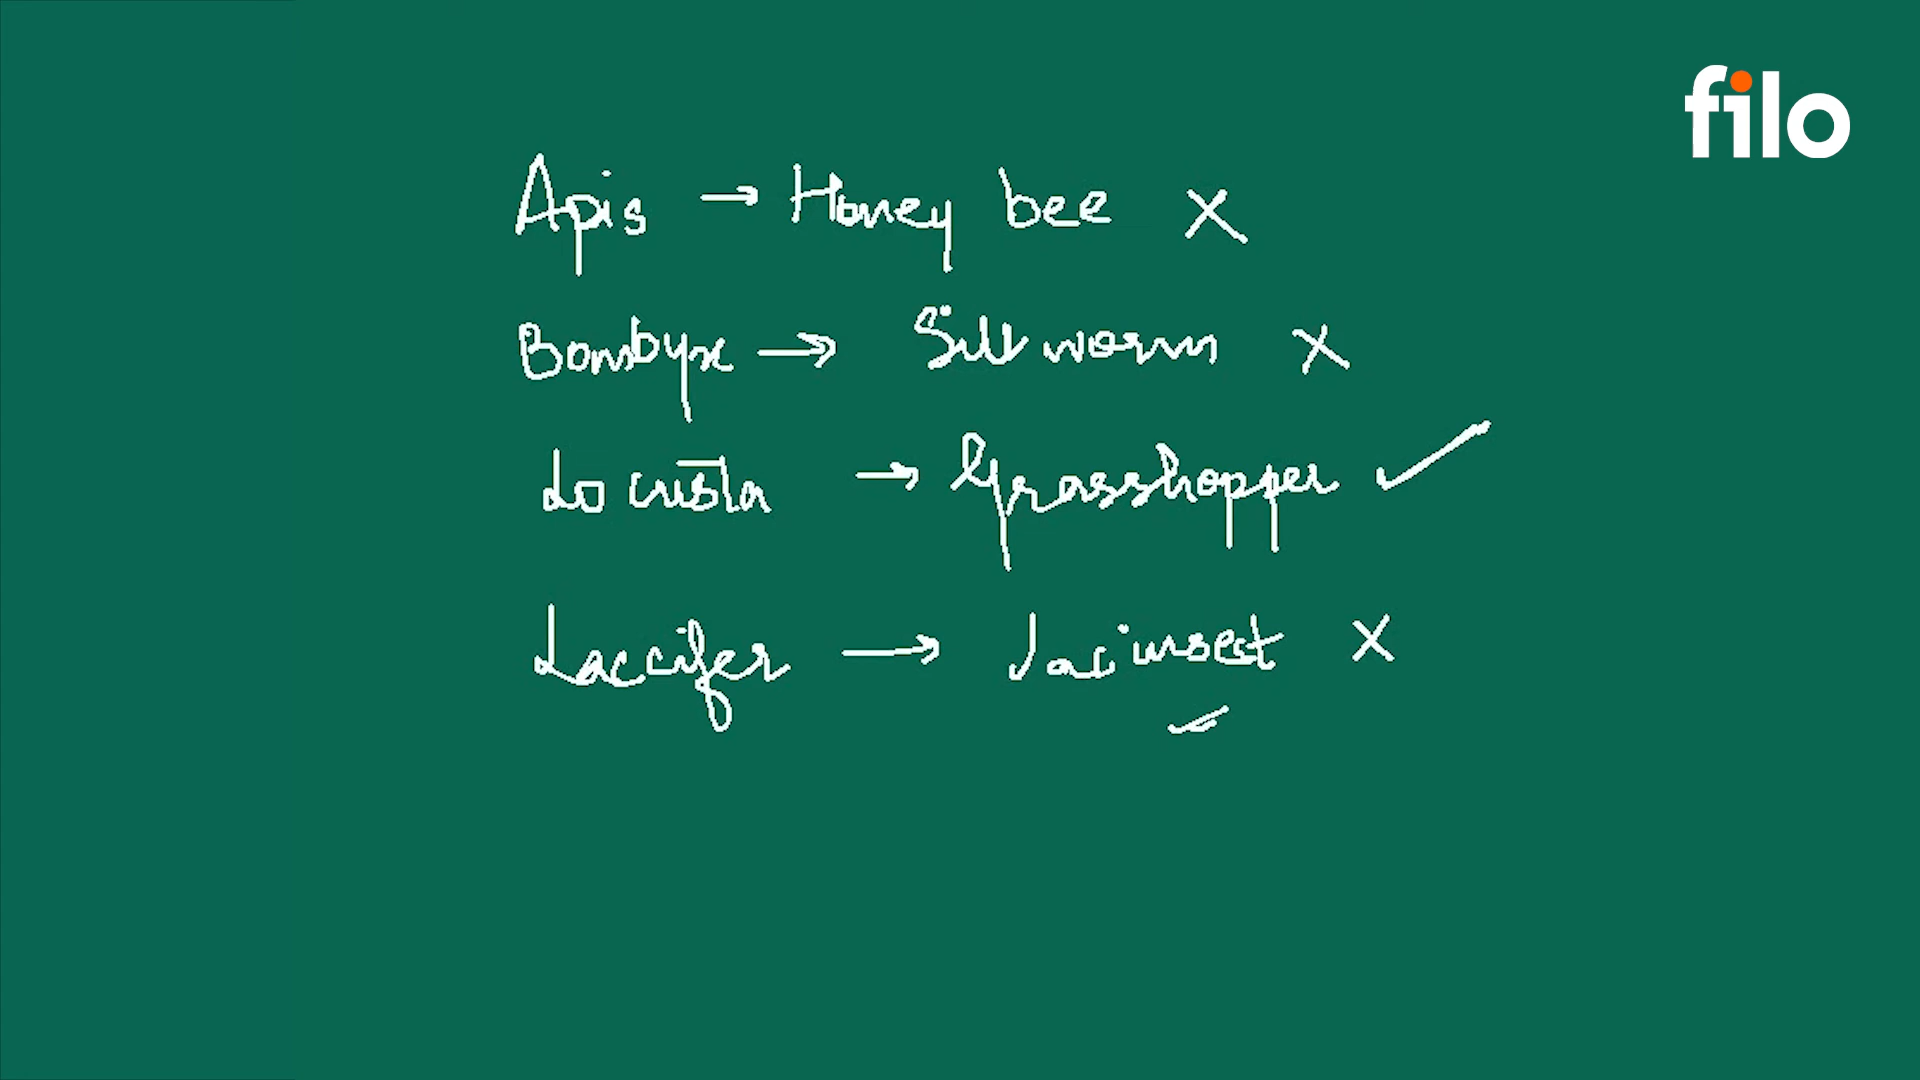 filo
Apis → Honey bee ×
Bombyx → Silk worm ×
Locusta → Grasshopper ✓
Laccifer → Lac insect ×
✓